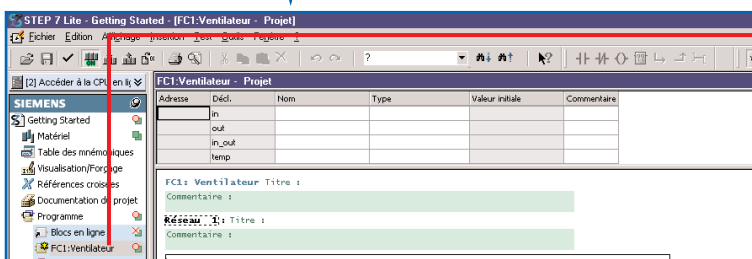 STEP 7 Lite - Getting Started - [FC1:Ventilateur - Projet]
Fichier Edition Affichage Insertion Test Outils Fenêtre ?
?
[2] Accéder à la CPU en li
FC1:Ventilateur - Projet
SIEMENS
Adresse Décl. Nom Type Valeur initiale Commentaire
in
out
in_out
temp
Getting Started
Matériel
Table des mnémoniques
Visualisation/Forçage
Références croisées
Documentation du projet
Programme
Blocs en ligne
FC1:Ventilateur
FC1: Ventilateur Titre :
Commentaire :
Réseau 1: Titre :
Commentaire :